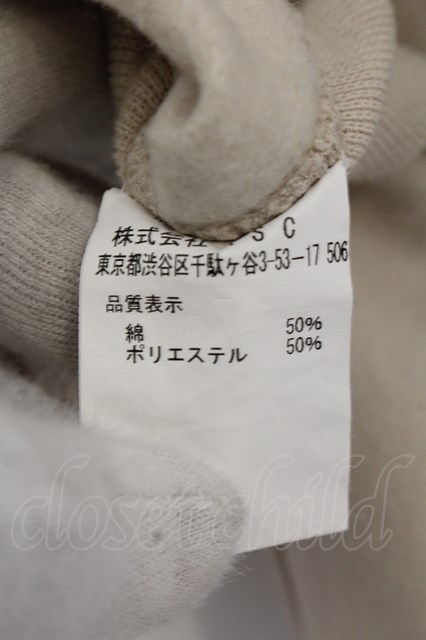 株式会社 S C
東京都渋谷区千駄ヶ谷3-53-17 506
品質表示
綿 50%
ポリエステル 50%
closetchild